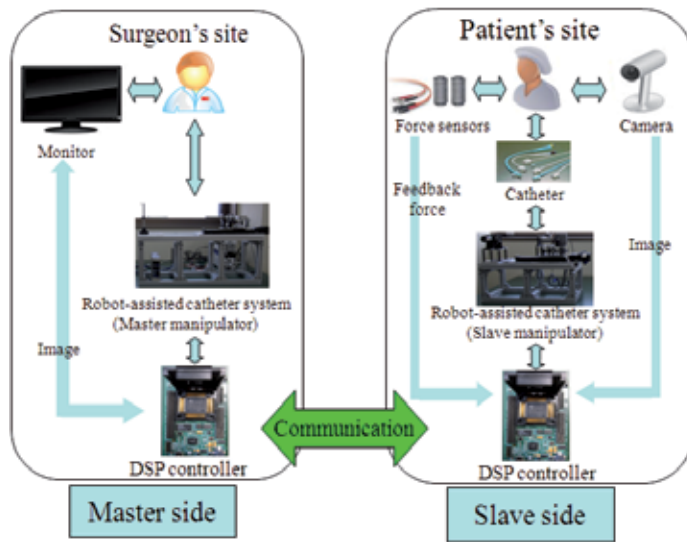 Surgeon's site
Monitor
Robot-assisted catheter system
(Master manipulator)
Image
DSP controller
Master side
Communication
Patient's site
Force sensors
Camera
Feedback
force
Catheter
Image
Robot-assisted catheter system
(Slave manipulator)
DSP controller
Slave side